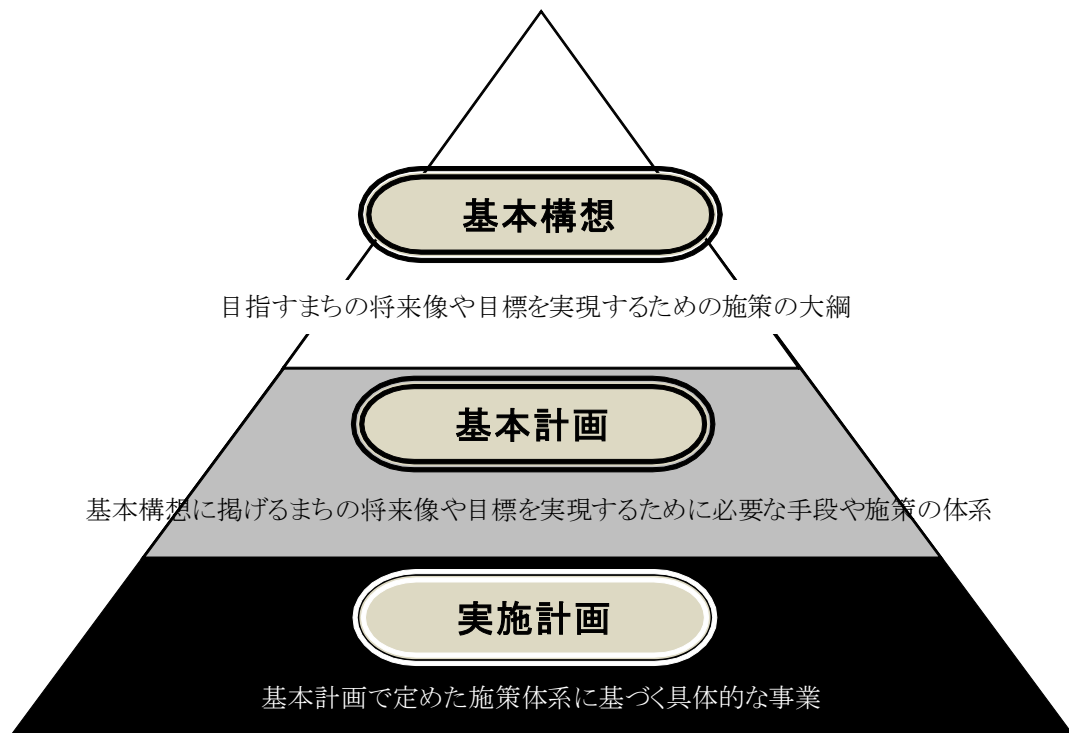 基本構想
目指すまちの将来像や目標を実現するための施策の大綱
基本計画
基本構想に掲げるまちの将来像や目標を実現するために必要な手段や施策の体系
実施計画
基本計画で定めた施策体系に基づく具体的な事業